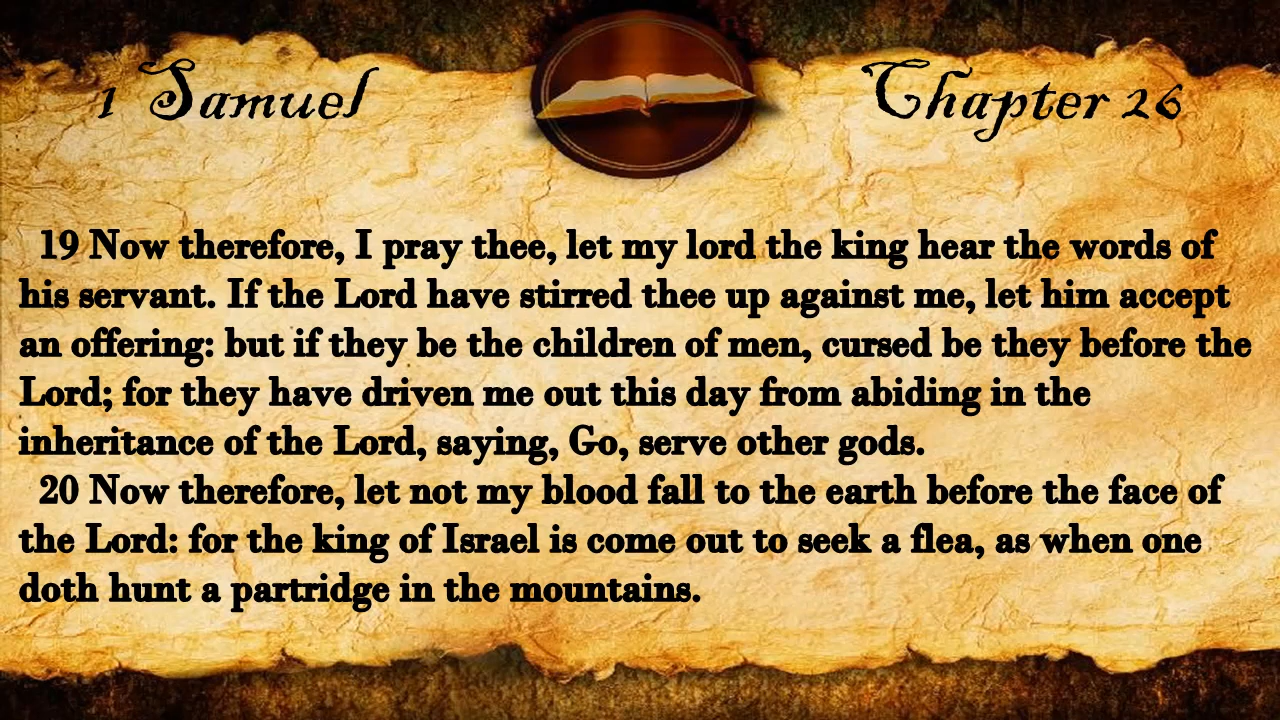 1 Samuel
Chapter 26
19 Now therefore, I pray thee, let my lord the king hear the words of
his servant. If the Lord have stirred thee up against me, let him accept
an offering: but if they be the children of men, cursed be they before the
Lord; for they have driven me out this day from abiding in the
inheritance of the Lord, saying, Go, serve other gods.
20 Now therefore, let not my blood fall to the earth before the face of
the Lord: for the king of Israel is come out to seek a flea, as when one
doth hunt a partridge in the mountains.